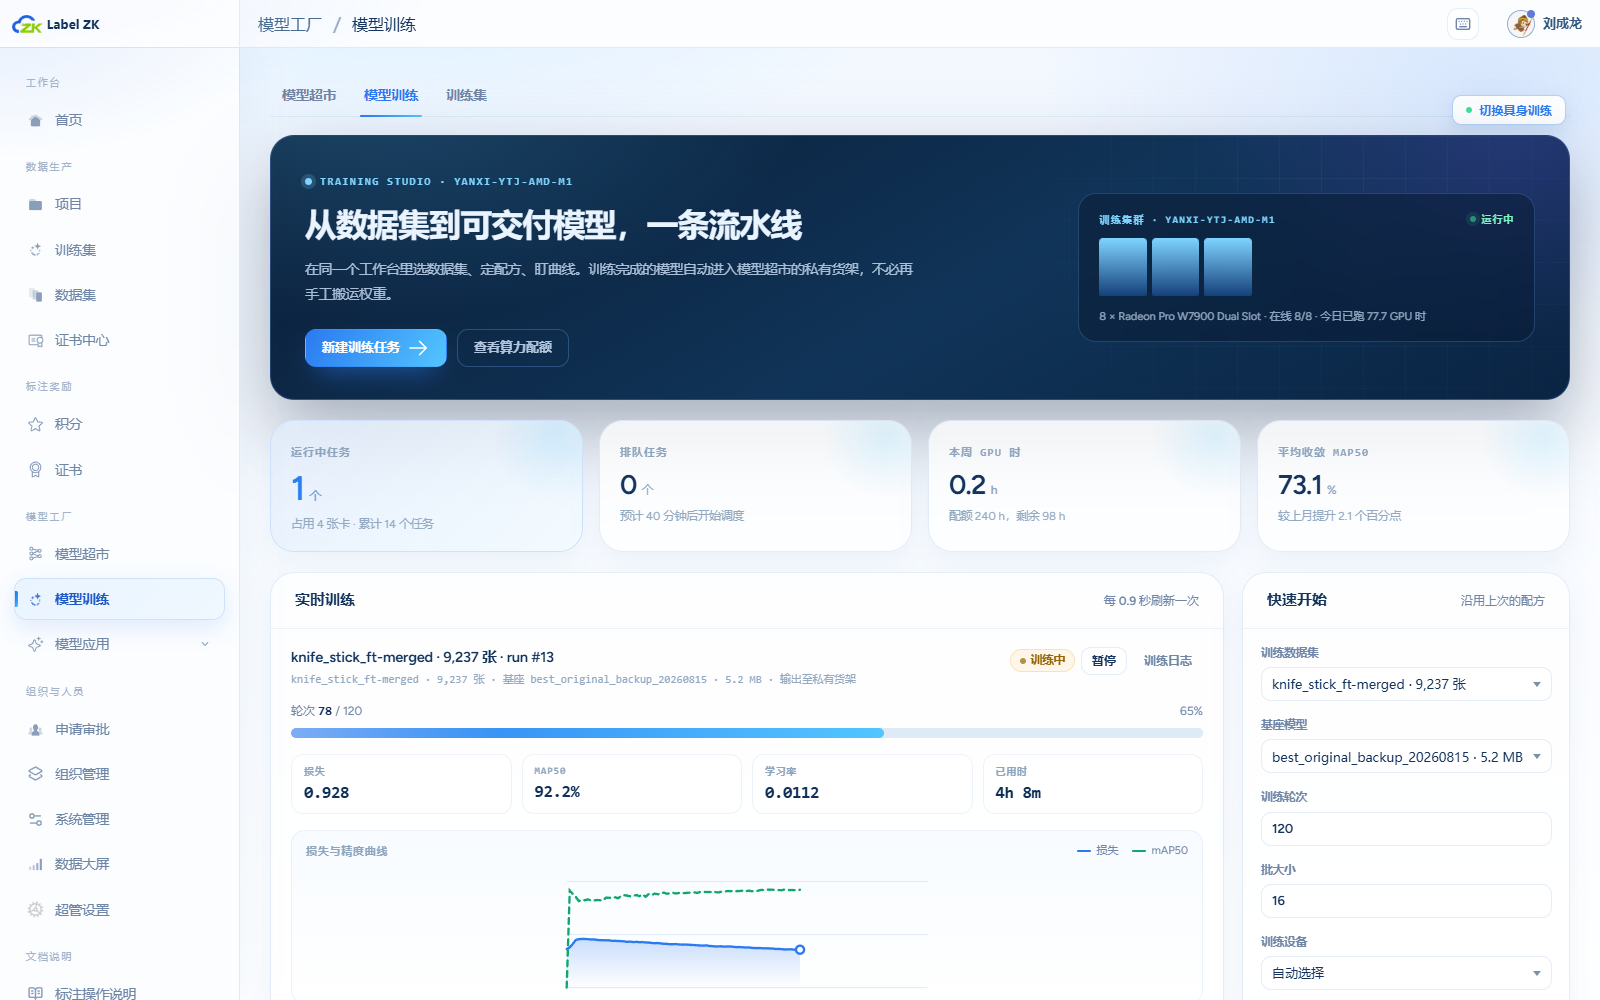 Label ZK
模型工厂 / 模型训练
刘成龙
工作台
首页
数据生产
项目
训练集
数据集
证书中心
标注奖励
积分
证书
模型工厂
模型超市
模型训练
模型应用
组织与人员
申请审批
组织管理
系统管理
数据大屏
超管设置
文档说明
标注操作说明
模型超市 模型训练 训练集
切换具身训练
TRAINING STUDIO · YANXI-YTJ-AMD-M1
从数据集到可交付模型，一条流水线
在同一个工作台里选数据集、定配方、盯曲线。训练完成的模型自动进入模型超市的私有货架，不必再
手工搬运权重。
新建训练任务 → 查看算力配额
训练集群 · YANXI-YTJ-AMD-M1 运行中
8 × Radeon Pro W7900 Dual Slot · 在线 8/8 · 今日已跑 77.7 GPU 时
运行中任务
1 个
占用 4 张卡 · 累计 14 个任务
排队任务
0 个
预计 40 分钟后开始调度
本周 GPU 时
0.2 h
配额 240 h，剩余 98 h
平均收敛 MAP50
73.1 %
较上月提升 2.1 个百分点
实时训练 每 0.9 秒刷新一次
knife_stick_ft-merged · 9,237 张 · run #13
训练中 暂停 训练日志
knife_stick_ft-merged · 9,237 张 · 基座 best_original_backup_20260815 · 5.2 MB · 输出至私有货架
轮次 78 / 120 65%
损失
0.928
MAP50
92.2%
学习率
0.0112
已用时
4h 8m
损失与精度曲线 损失 mAP50
快速开始 沿用上次的配方
训练数据集
knife_stick_ft-merged · 9,237 张
基座模型
best_original_backup_20260815 · 5.2 MB
训练轮次
120
批大小
16
训练设备
自动选择